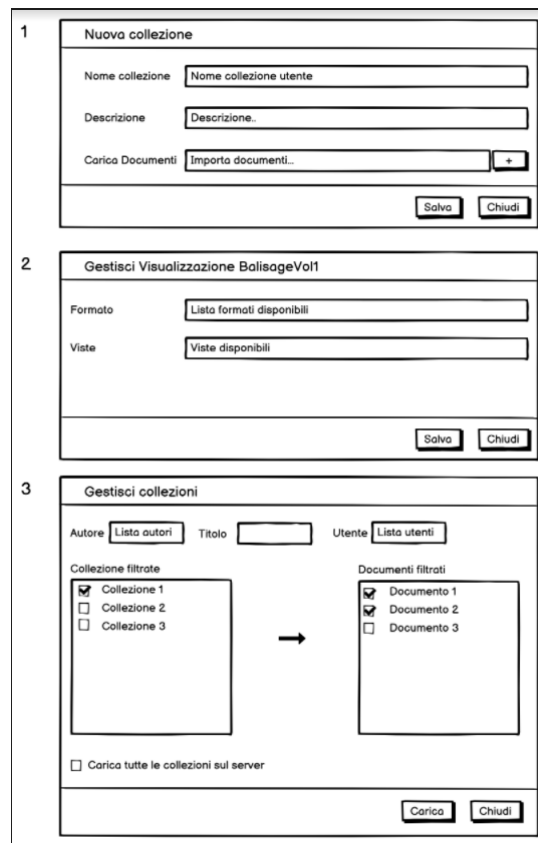 1
Nuova collezione
Nome collezione Nome collezione utente
Descrizione Descrizione..
Carica Documenti Importa documenti... +
Salva Chiudi
2
Gestisci Visualizzazione BalisageVol1
Formato Lista formati disponibili
Viste Viste disponibili
Salva Chiudi
3
Gestisci collezioni
Autore Lista autori Titolo Utente Lista utenti
Collezione filtrate Documenti filtrati
Collezione 1 Documento 1
Collezione 2 Documento 2
Collezione 3 Documento 3
Carica tutte le collezioni sul server
Carica Chiudi